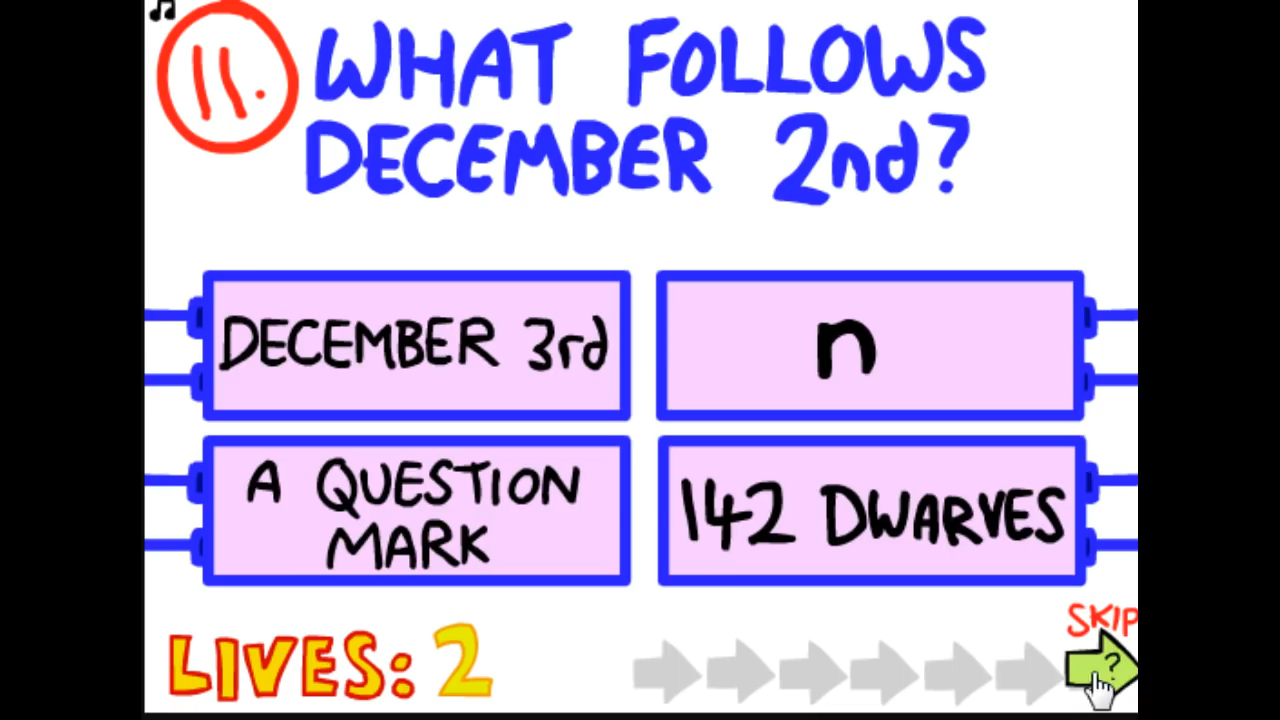 11. WHAT FOLLOWS
DECEMBER 2nd?
DECEMBER 3rd
n
A QUESTION
MARK
142 DWARVES
LIVES: 2
SKIP
?